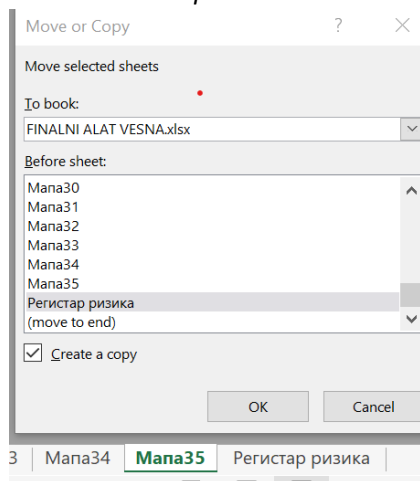 Move or Copy ? ×
Move selected sheets
To book:
FINALNI ALAT VESNA.xlsx
Before sheet:
Мапа30
Мапа31
Мапа32
Мапа33
Мапа34
Мапа35
Регистар ризика
(move to end)
Create a copy
OK Cancel
3 Мапа34 Мапа35 Регистар ризика